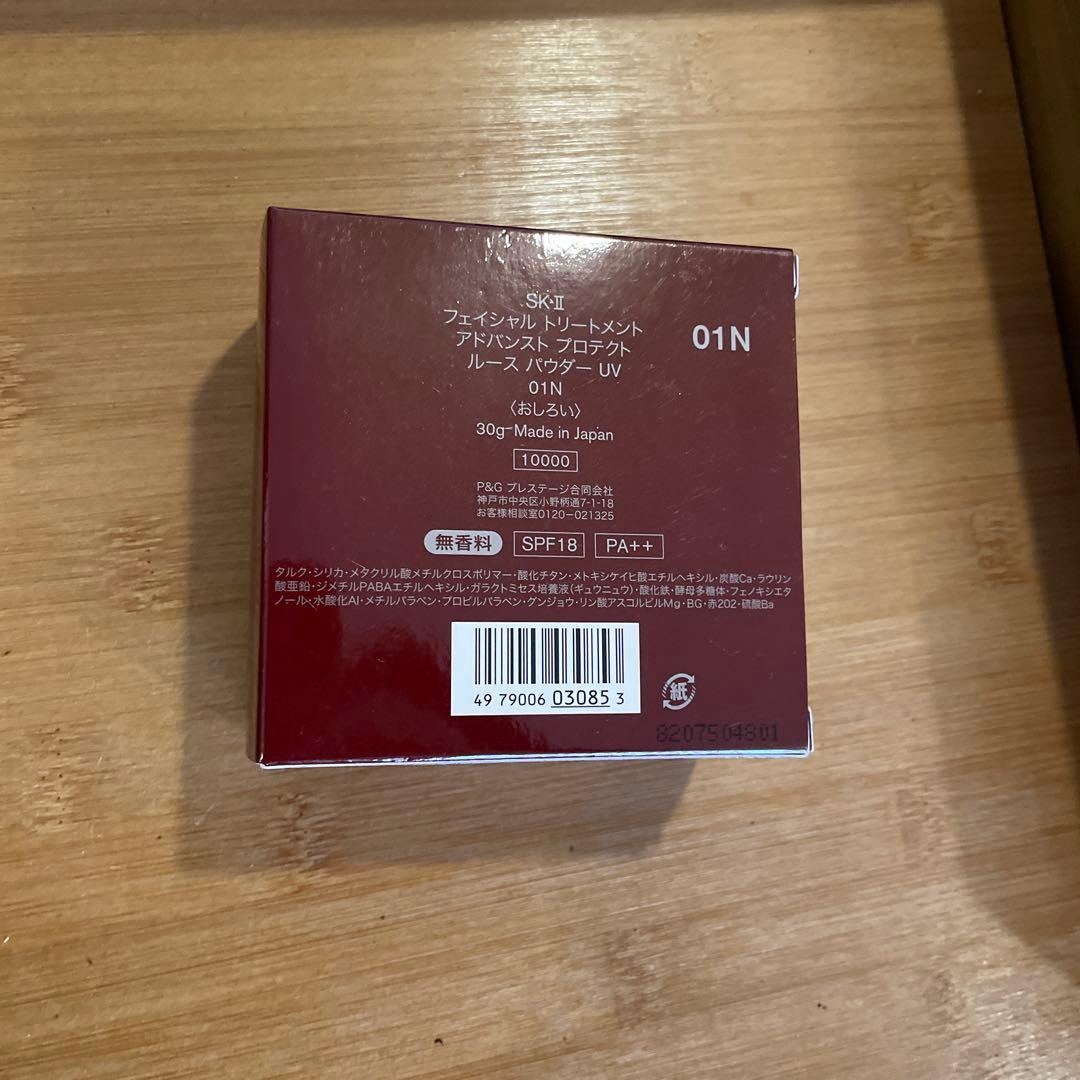 SK-II
フェイシャル トリートメント
アドバンスト プロテクト
ルース パウダー UV
01N
〈おしろい〉
30g-Made in Japan
10000
01N
P&G プレステージ合同会社
神戸市中央区小野柄通7-1-18
お客様相談室0120-021325
無香料 SPF18 PA++
タルク・シリカ・メタクリル酸メチルクロスポリマー・酸化チタン・メトキシケイヒ酸エチルヘキシル・炭酸Ca・ラウリン
酸亜鉛・ジメチルPABAエチルヘキシル・ガラクトミセス培養液(ギュウニュウ)・酸化鉄・酵母多糖体・フェノキシエタ
ノール・水酸化Al・メチルパラベン・プロピルパラベン・グンジョウ・リン酸アスコルビルMg・BG・赤202・硫酸Ba
49 79006 03085 3
紙
8207504801